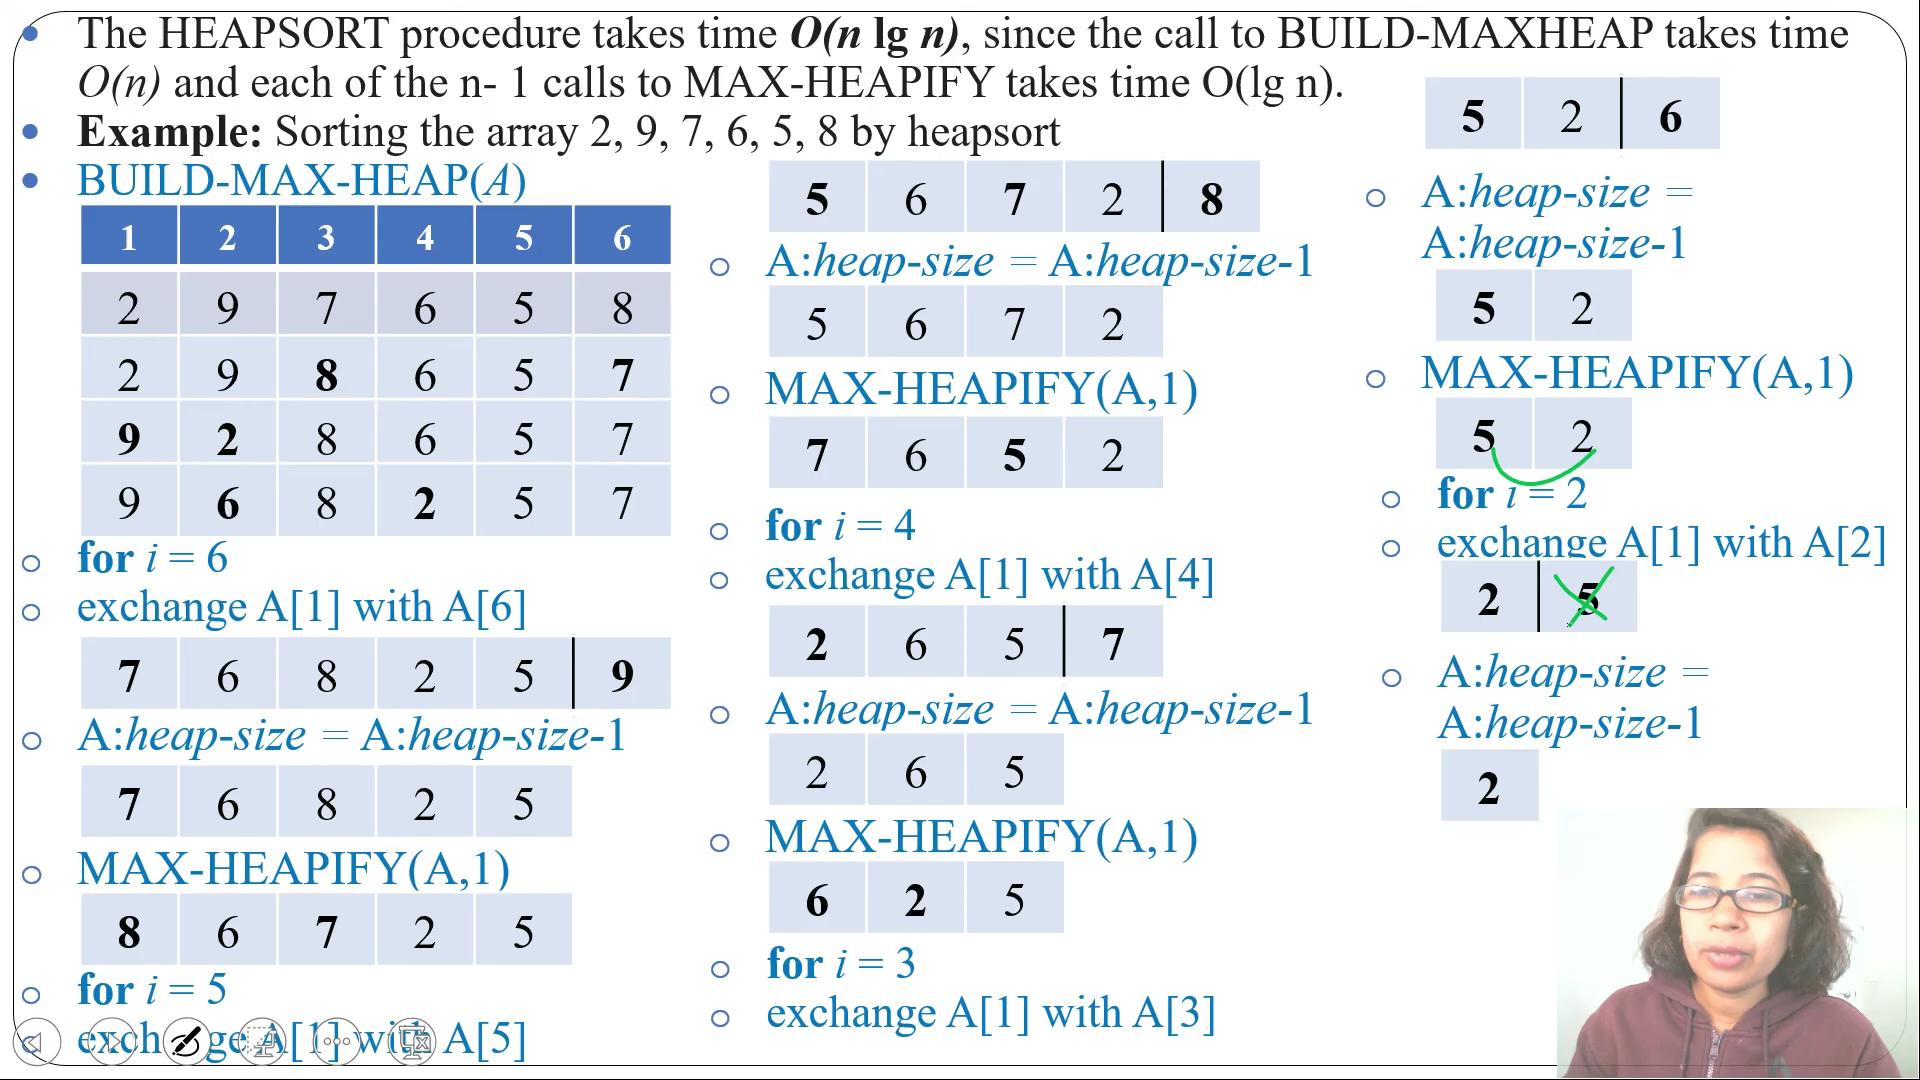 The HEAPSORT procedure takes time O(n lg n), since the call to BUILD-MAXHEAP takes time
O(n) and each of the n- 1 calls to MAX-HEAPIFY takes time O(lg n).
Example: Sorting the array 2, 9, 7, 6, 5, 8 by heapsort
BUILD-MAX-HEAP(A)
1 2 3 4 5 6
2 9 7 6 5 8
2 9 8 6 5 7
9 2 8 6 5 7
9 6 8 2 5 7
for i = 6
exchange A[1] with A[6]
7 6 8 2 5 9
A:heap-size = A:heap-size-1
7 6 8 2 5
MAX-HEAPIFY(A,1)
8 6 7 2 5
for i = 5
exchange A[1] with A[5]
5 6 7 2 8
A:heap-size = A:heap-size-1
5 6 7 2
MAX-HEAPIFY(A,1)
7 6 5 2
for i = 4
exchange A[1] with A[4]
2 6 5 7
A:heap-size = A:heap-size-1
2 6 5
MAX-HEAPIFY(A,1)
6 2 5
for i = 3
exchange A[1] with A[3]
5 2 6
A:heap-size =
A:heap-size-1
5 2
MAX-HEAPIFY(A,1)
5 2
for i = 2
exchange A[1] with A[2]
2 5
A:heap-size =
A:heap-size-1
2